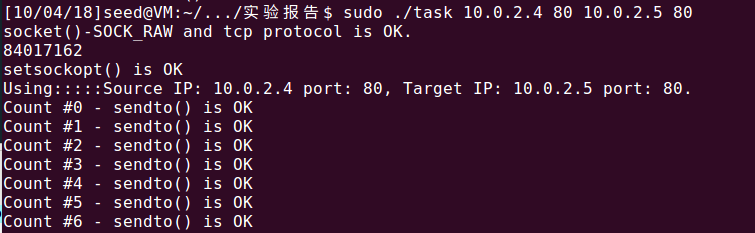 [10/04/18]seed@VM:~/.../实验报告$ sudo ./task 10.0.2.4 80 10.0.2.5 80
socket()-SOCK_RAW and tcp protocol is OK.
84017162
setsockopt() is OK
Using:::::Source IP: 10.0.2.4 port: 80, Target IP: 10.0.2.5 port: 80.
Count #0 - sendto() is OK
Count #1 - sendto() is OK
Count #2 - sendto() is OK
Count #3 - sendto() is OK
Count #4 - sendto() is OK
Count #5 - sendto() is OK
Count #6 - sendto() is OK